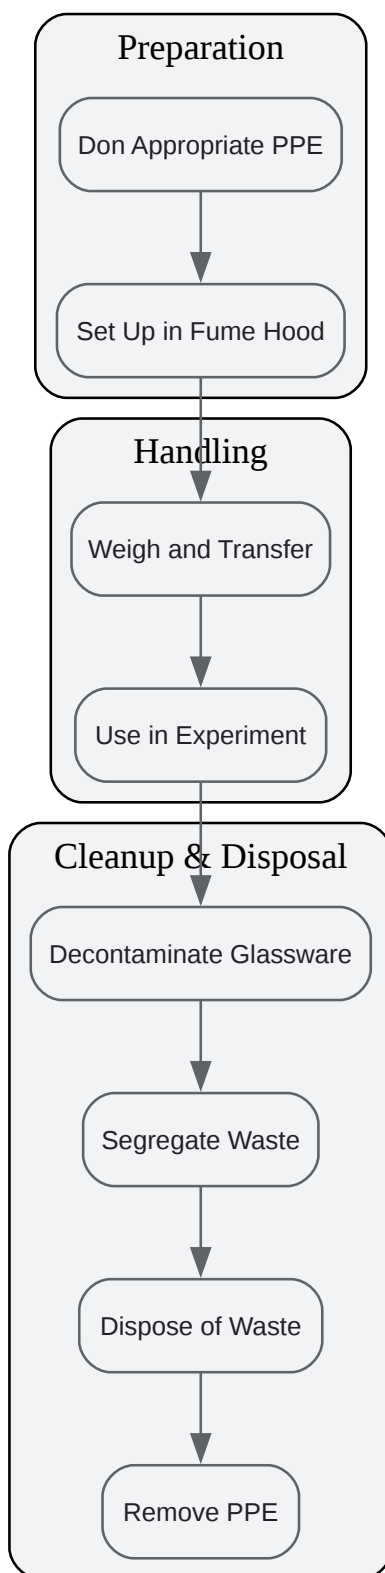 Preparation
Don Appropriate PPE
Set Up in Fume Hood
Handling
Weigh and Transfer
Use in Experiment
Cleanup & Disposal
Decontaminate Glassware
Segregate Waste
Dispose of Waste
Remove PPE